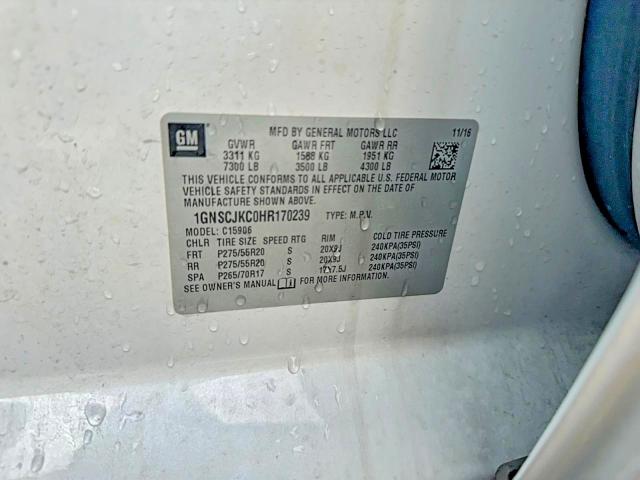 GM
MFD BY GENERAL MOTORS LLC 11/16
GVWR GAWR FRT GAWR RR
3311 KG 1588 KG 1951 KG
7300 LB 3500 LB 4300 LB
THIS VEHICLE CONFORMS TO ALL APPLICABLE U.S. FEDERAL MOTOR
VEHICLE SAFETY STANDARDS IN EFFECT ON THE DATE OF
MANUFACTURE SHOWN ABOVE.
1GNSCJKC0HR170239 TYPE: M.P.V.
MODEL: C15906
CHLR TIRE SIZE SPEED RTG RIM COLD TIRE PRESSURE
FRT P275/55R20 S 20X9J 240KPA(35PSI)
RR P275/55R20 S 20X9J 240KPA(35PSI)
SPA P265/70R17 S 17X7.5J 240KPA(35PSI)
SEE OWNER'S MANUAL FOR MORE INFORMATION.